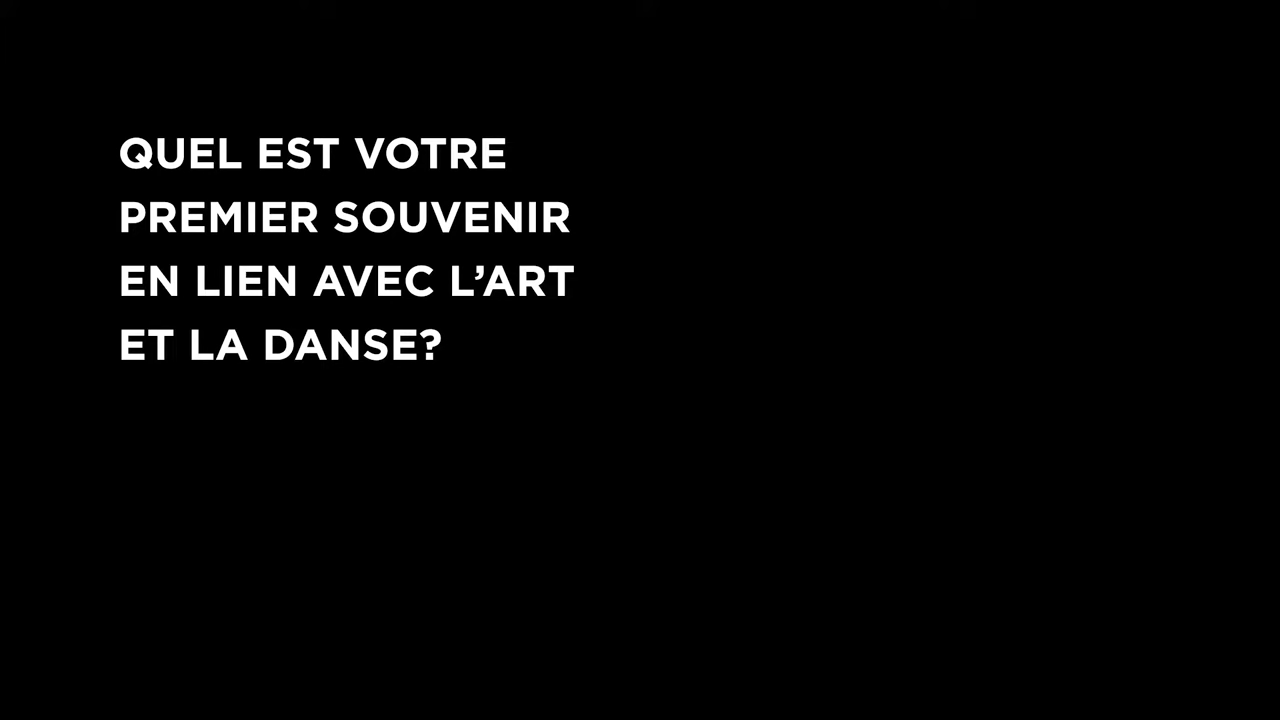 QUEL EST VOTRE
PREMIER SOUVENIR
EN LIEN AVEC L’ART
ET LA DANSE?